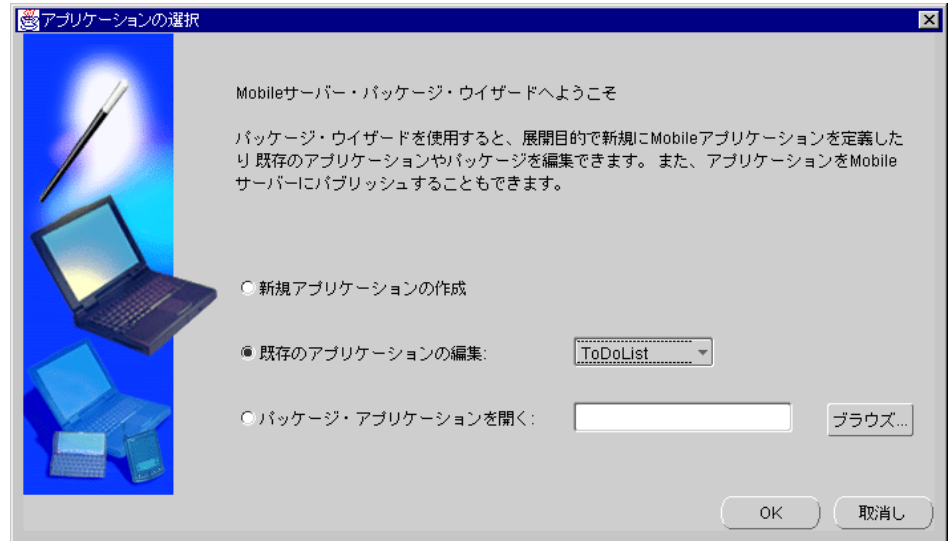 アプリケーションの選択
Mobileサーバー・パッケージ・ウイザードへようこそ
パッケージ・ウイザードを使用すると、展開目的で新規にMobileアプリケーションを定義した
り 既存のアプリケーションやパッケージを編集できます。 また、アプリケーションをMobile
サーバーにパブリッシュすることもできます。
新規アプリケーションの作成
既存のアプリケーションの編集: ToDoList
パッケージ・アプリケーションを開く: ブラウズ...
OK 取消し